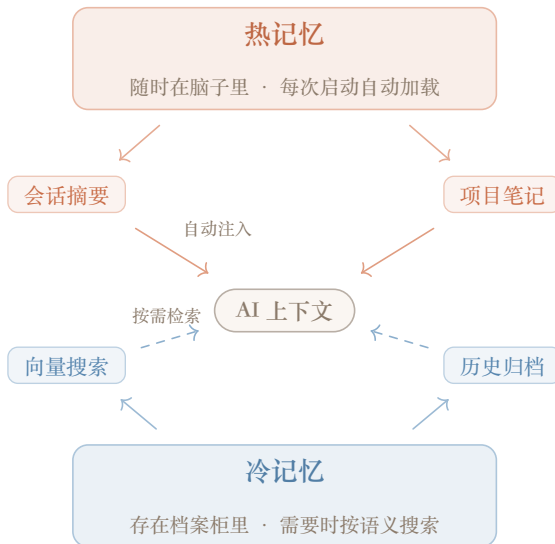 热记忆
随时在脑子里 · 每次启动自动加载
会话摘要
项目笔记
自动注入
AI 上下文
按需检索
向量搜索
历史归档
冷记忆
存在档案柜里 · 需要时按语义搜索